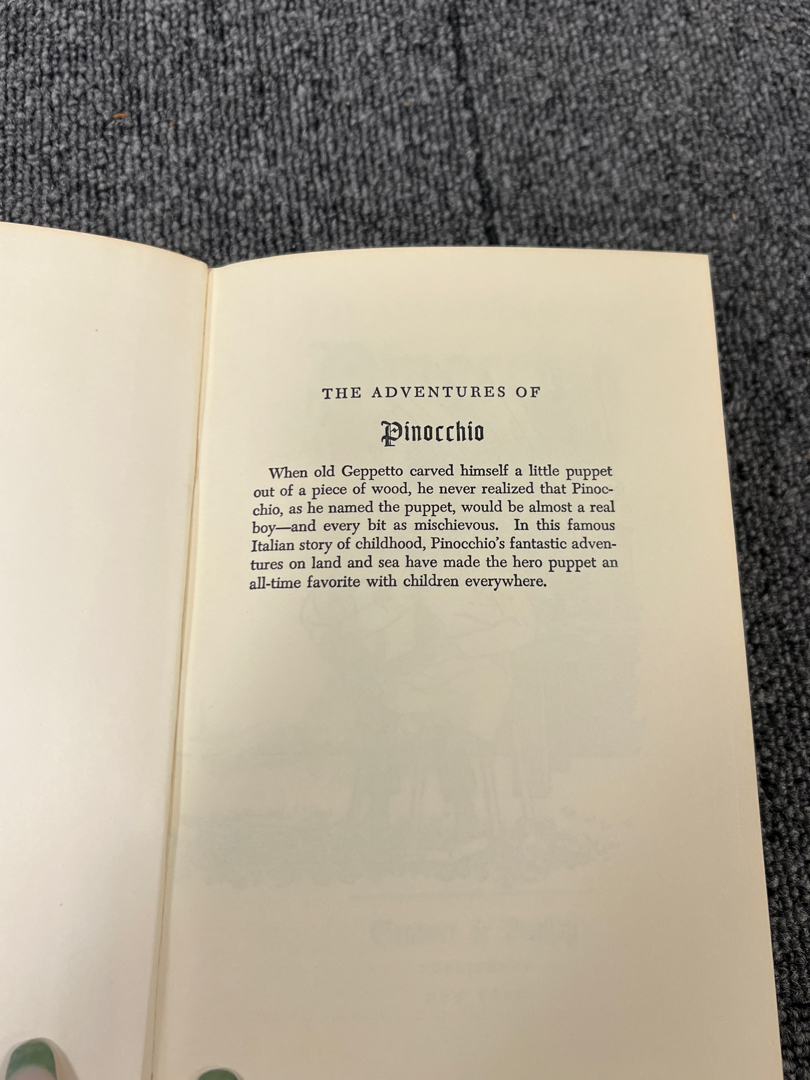 THE ADVENTURES OF
Pinocchio
When old Geppetto carved himself a little puppet
out of a piece of wood, he never realized that Pinoc-
chio, as he named the puppet, would be almost a real
boy—and every bit as mischievous. In this famous
Italian story of childhood, Pinocchio's fantastic adven-
tures on land and sea have made the hero puppet an
all-time favorite with children everywhere.